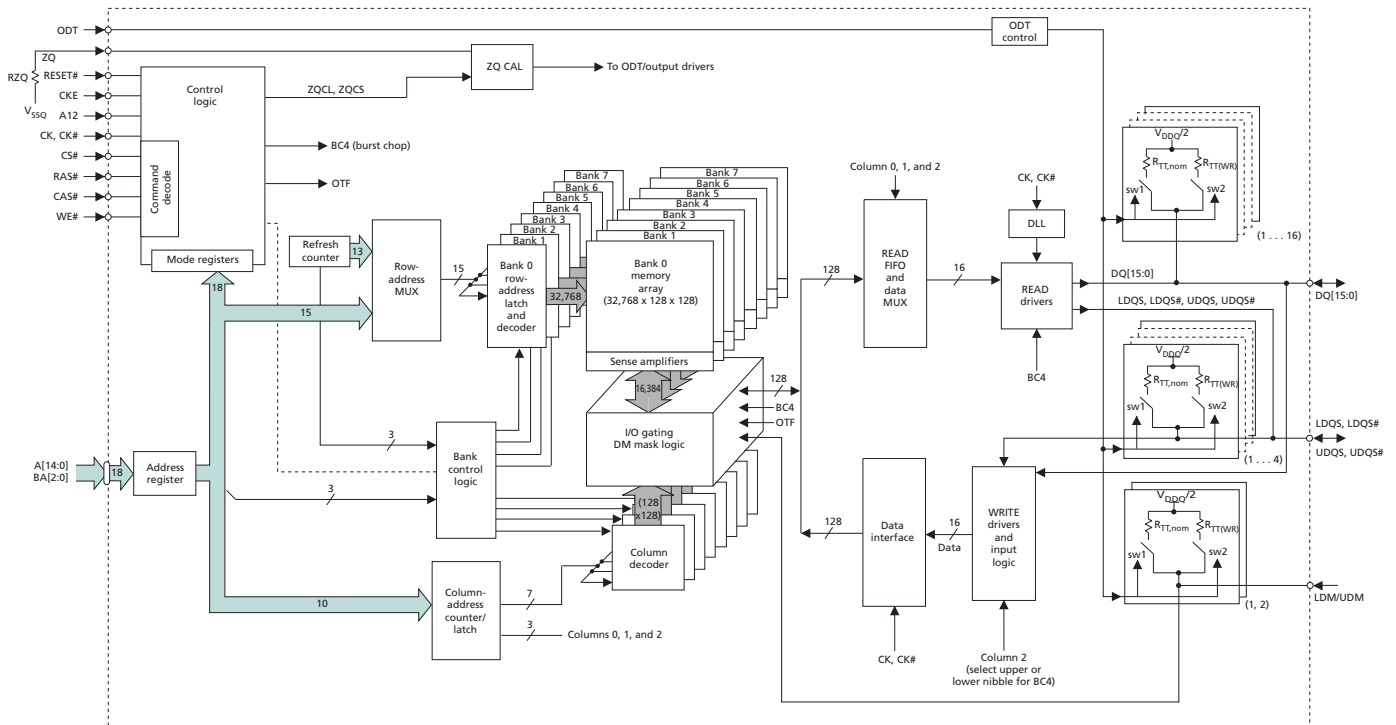 ODT
ODT
control
ZQ
RZQ
V_SSQ
ZQ CAL
To ODT/output drivers
RESET#
CKE
A12
CK, CK#
CS#
RAS#
CAS#
WE#
Control
logic
Command
decode
Mode registers
ZQCL, ZQCS
BC4 (burst chop)
OTF
18
15
Refresh
counter
13
Row-
address
MUX
15
Bank 7
Bank 6
Bank 5
Bank 4
Bank 3
Bank 2
Bank 1
Bank 0
row-
address
latch
and
decoder
32,768
Bank 7
Bank 6
Bank 5
Bank 4
Bank 3
Bank 2
Bank 1
Bank 0
memory
array
(32,768 x 128 x 128)
Sense amplifiers
16,384
I/O gating
DM mask logic
128
BC4
OTF
A[14:0]
BA[2:0]
18
Address
register
3
3
Bank
control
logic
(128
x128)
Column
decoder
10
Column-
address
counter/
latch
7
3
Columns 0, 1, and 2
Column 0, 1, and 2
128
READ
FIFO
and
data
MUX
16
CK, CK#
DLL
READ
drivers
BC4
DQ[15:0]
LDQS, LDQS#, UDQS, UDQS#
128
Data
interface
CK, CK#
16
Data
WRITE
drivers
and
input
logic
Column 2
(select upper or
lower nibble for BC4)
V_DDQ/2
R_TT,nom
R_TT(WR)
sw1
sw2
(1 . . . 16)
DQ[15:0]
V_DDQ/2
R_TT,nom
R_TT(WR)
sw1
sw2
(1 . . . 4)
LDQS, LDQS#
UDQS, UDQS#
V_DDQ/2
R_TT,nom
R_TT(WR)
sw1
sw2
(1, 2)
LDM/UDM